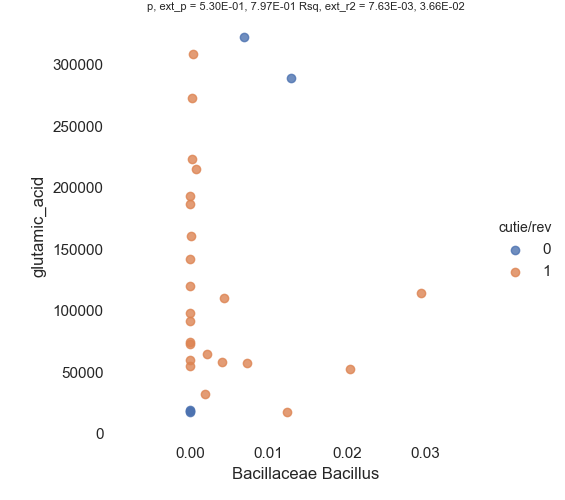 p, ext_p = 5.30E-01, 7.97E-01 Rsq, ext_r2 = 7.63E-03, 3.66E-02
300000
250000
200000
150000
100000
50000
0
glutamic_acid
0.00 0.01 0.02 0.03
Bacillaceae Bacillus
cutie/rev
0
1